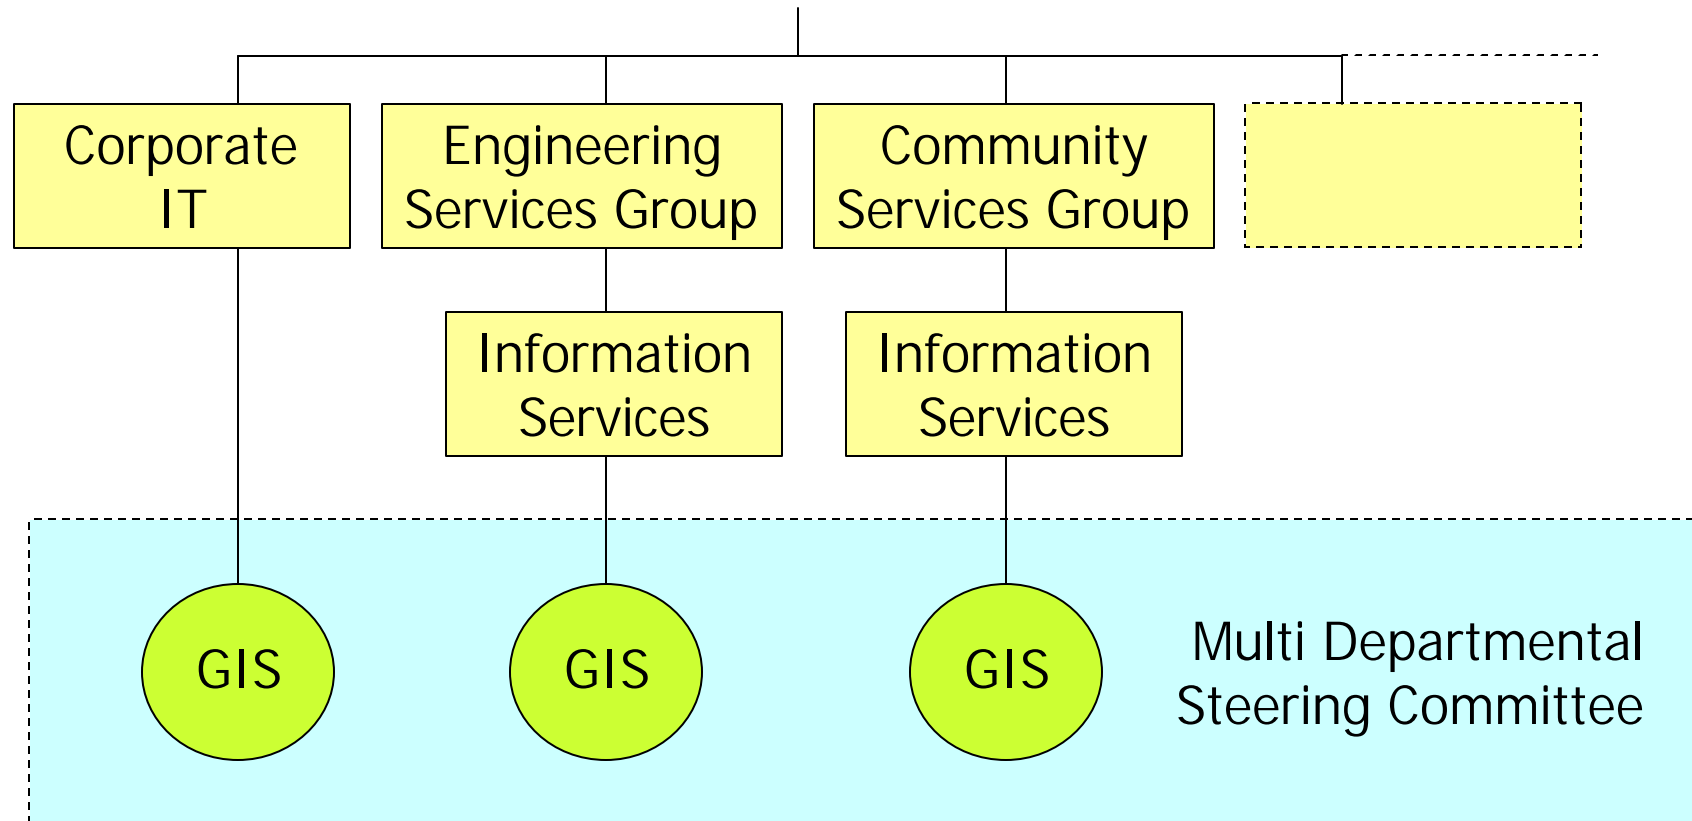 Corporate
IT
Engineering
Services Group
Community
Services Group
Information
Services
Information
Services
GIS
GIS
GIS
Multi Departmental
Steering Committee